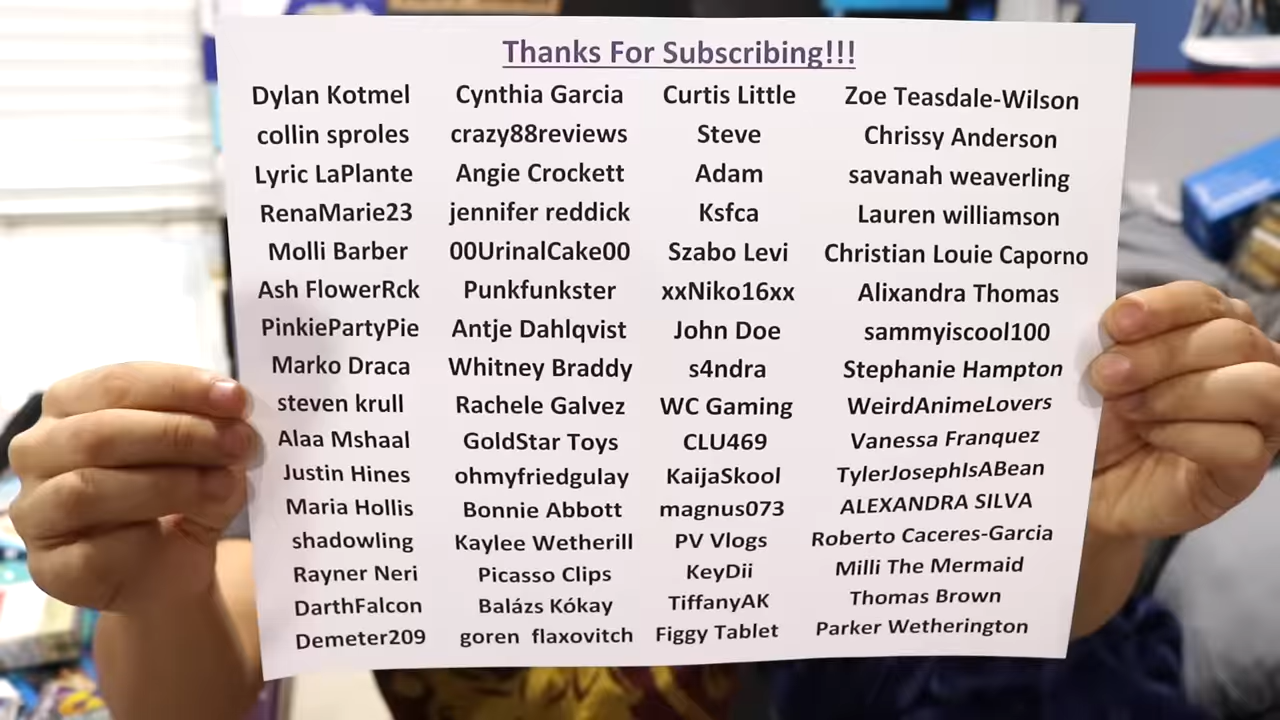 Thanks For Subscribing!!!
Dylan Kotmel Cynthia Garcia Curtis Little Zoe Teasdale-Wilson
collin sproles crazy88reviews Steve Chrissy Anderson
Lyric LaPlante Angie Crockett Adam savanah weaverling
RenaMarie23 jennifer reddick Ksfca Lauren williamson
Molli Barber 00UrinalCake00 Szabo Levi Christian Louie Caporno
Ash FlowerRck Punkfunkster xxNiko16xx Alixandra Thomas
PinkiePartyPie Antje Dahlqvist John Doe sammyiscool100
Marko Draca Whitney Braddy s4ndra Stephanie Hampton
steven krull Rachele Galvez WC Gaming WeirdAnimeLovers
Alaa Mshaal GoldStar Toys CLU469 Vanessa Franquez
Justin Hines ohmyfriedgulay KaijaSkool TylerJosephIsABean
Maria Hollis Bonnie Abbott magnus073 ALEXANDRA SILVA
shadowling Kaylee Wetherill PV Vlogs Roberto Caceres-Garcia
Rayner Neri Picasso Clips KeyDii Milli The Mermaid
DarthFalcon Balázs Kókay TiffanyAK Thomas Brown
Demeter209 goren flaxovitch Figgy Tablet Parker Wetherington